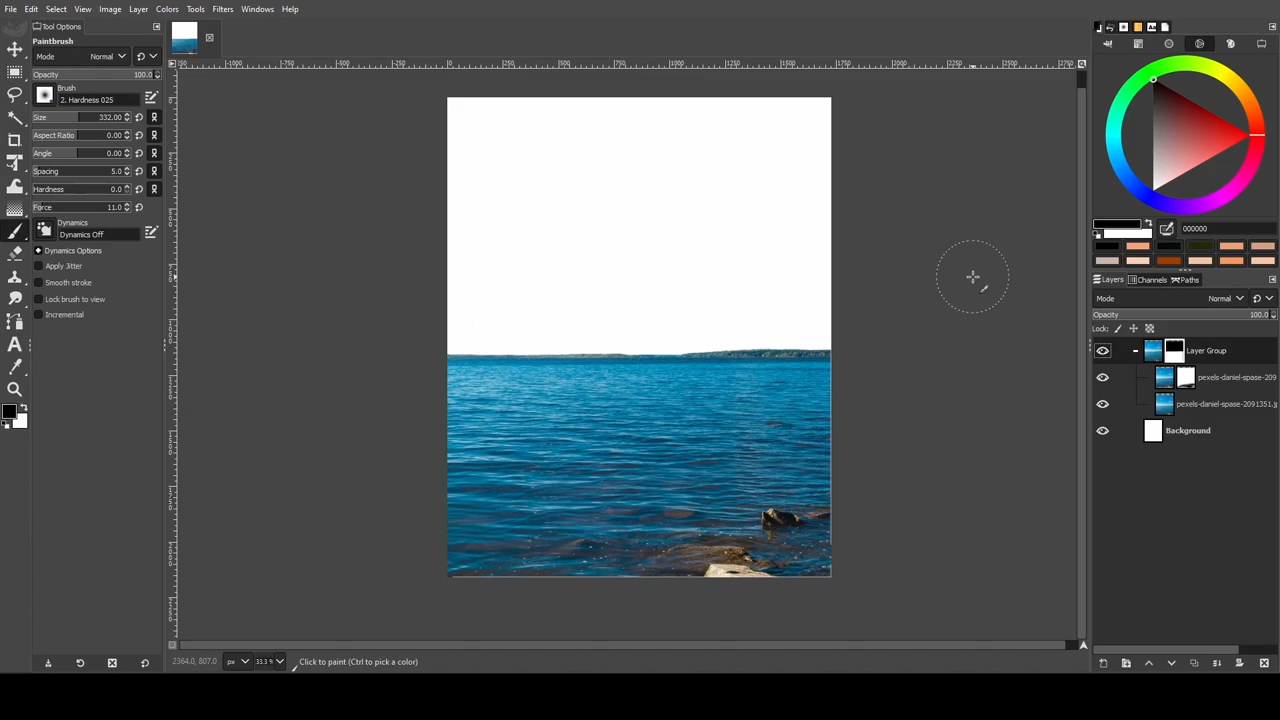 File Edit Select View Image Layer Colors Tools Filters Windows Help
Tool Options
Paintbrush
Mode Normal
Opacity 100.0
Brush
2. Hardness 025
Size 332.00
Aspect Ratio 0.00
Angle 0.00
Spacing 5.0
Hardness 0.0
Force 11.0
Dynamics
Dynamics Off
Dynamics Options
Apply Jitter
Smooth stroke
Lock brush to view
Incremental
000000
Layers Channels Paths
Mode Normal
Opacity 100.0
Lock:
Layer Group
pexels-daniel-spase-209
pexels-daniel-spase-2091351.j
Background
2364.0, 807.0 px 33.3 % Click to paint (Ctrl to pick a color)